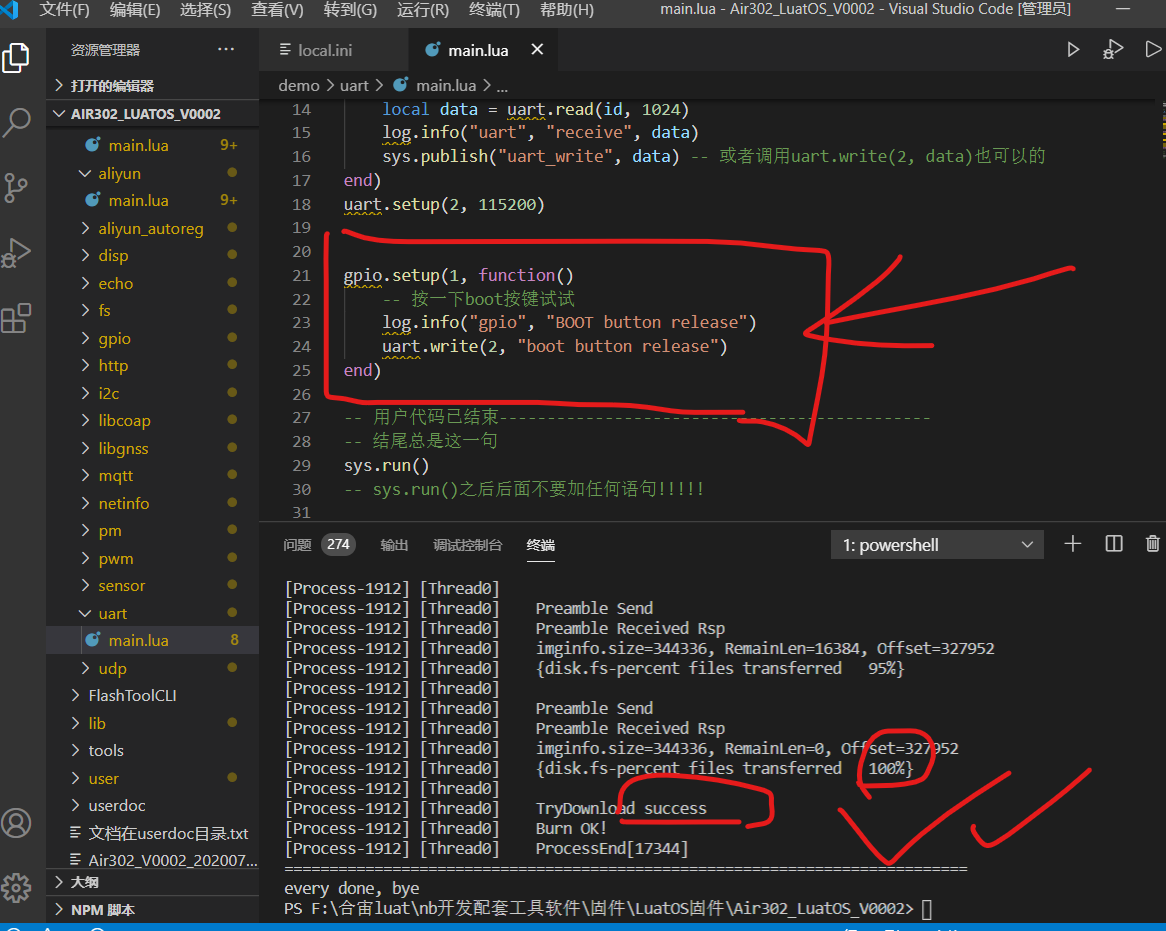 文件(F) 编辑(E) 选择(S) 查看(V) 转到(G) 运行(R) 终端(T) 帮助(H) main.lua - Air302_LuatOS_V0002 - Visual Studio Code [管理员]
资源管理器
打开的编辑器
AIR302_LUATOS_V0002
main.lua 9+
aliyun
main.lua 9+
aliyun_autoreg
disp
echo
fs
gpio
http
i2c
libcoap
libgnss
mqtt
netinfo
pm
pwm
sensor
uart
main.lua 8
udp
FlashToolCLI
lib
tools
user
userdoc
文档在userdoc目录.txt
Air302_V0002_202007...
大纲
NPM 脚本
local.ini main.lua
demo > uart > main.lua > ...
14 local data = uart.read(id, 1024)
15 log.info("uart", "receive", data)
16 sys.publish("uart_write", data) -- 或者调用uart.write(2, data)也可以的
17 end)
18 uart.setup(2, 115200)
19
20
21 gpio.setup(1, function()
22 -- 按一下boot按键试试
23 log.info("gpio", "BOOT button release")
24 uart.write(2, "boot button release")
25 end)
26
27 -- 用户代码已结束---------------------------------------------
28 -- 结尾总是这一句
29 sys.run()
30 -- sys.run()之后后面不要加任何语句!!!!!
31
问题 274 输出 调试控制台 终端 1: powershell
[Process-1912] [Thread0]
[Process-1912] [Thread0] Preamble Send
[Process-1912] [Thread0] Preamble Received Rsp
[Process-1912] [Thread0] imginfo.size=344336, RemainLen=16384, Offset=327952
[Process-1912] [Thread0] {disk.fs-percent files transferred 95%}
[Process-1912] [Thread0]
[Process-1912] [Thread0] Preamble Send
[Process-1912] [Thread0] Preamble Received Rsp
[Process-1912] [Thread0] imginfo.size=344336, RemainLen=0, Offset=327952
[Process-1912] [Thread0] {disk.fs-percent files transferred 100%}
[Process-1912] [Thread0]
[Process-1912] [Thread0] TryDownload success
[Process-1912] [Thread0] Burn OK!
[Process-1912] [Thread0] ProcessEnd[17344]
=====================================================================
every done, bye
PS F:\合宙luat\nb开发配套工具软件\固件\LuatOS固件\Air302_LuatOS_V0002>